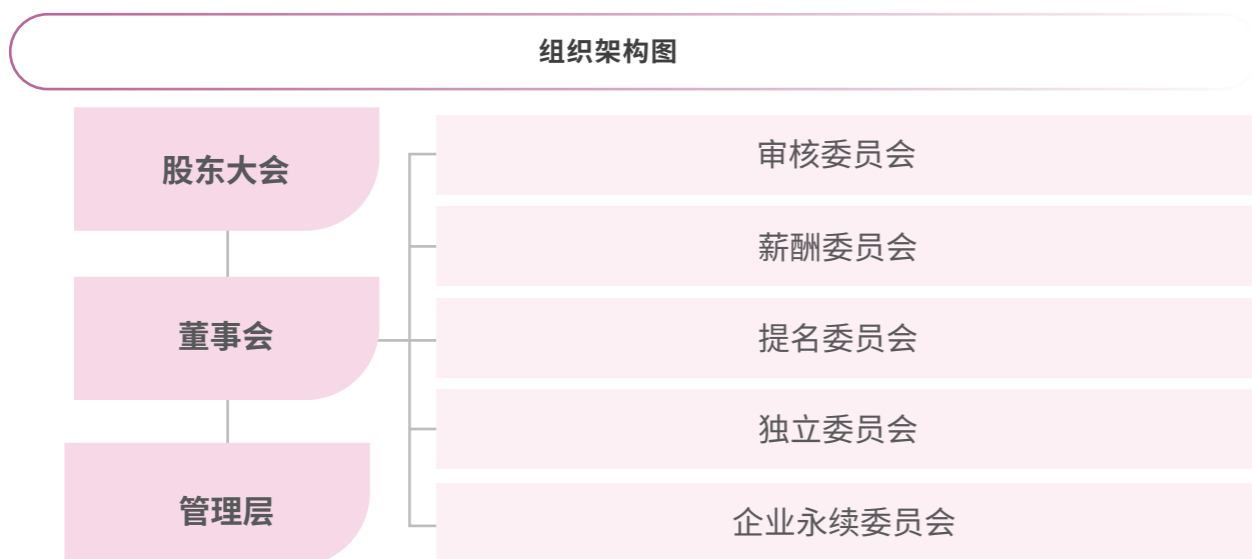 组织架构图
股东大会
董事会
管理层
审核委员会
薪酬委员会
提名委员会
独立委员会
企业永续委员会